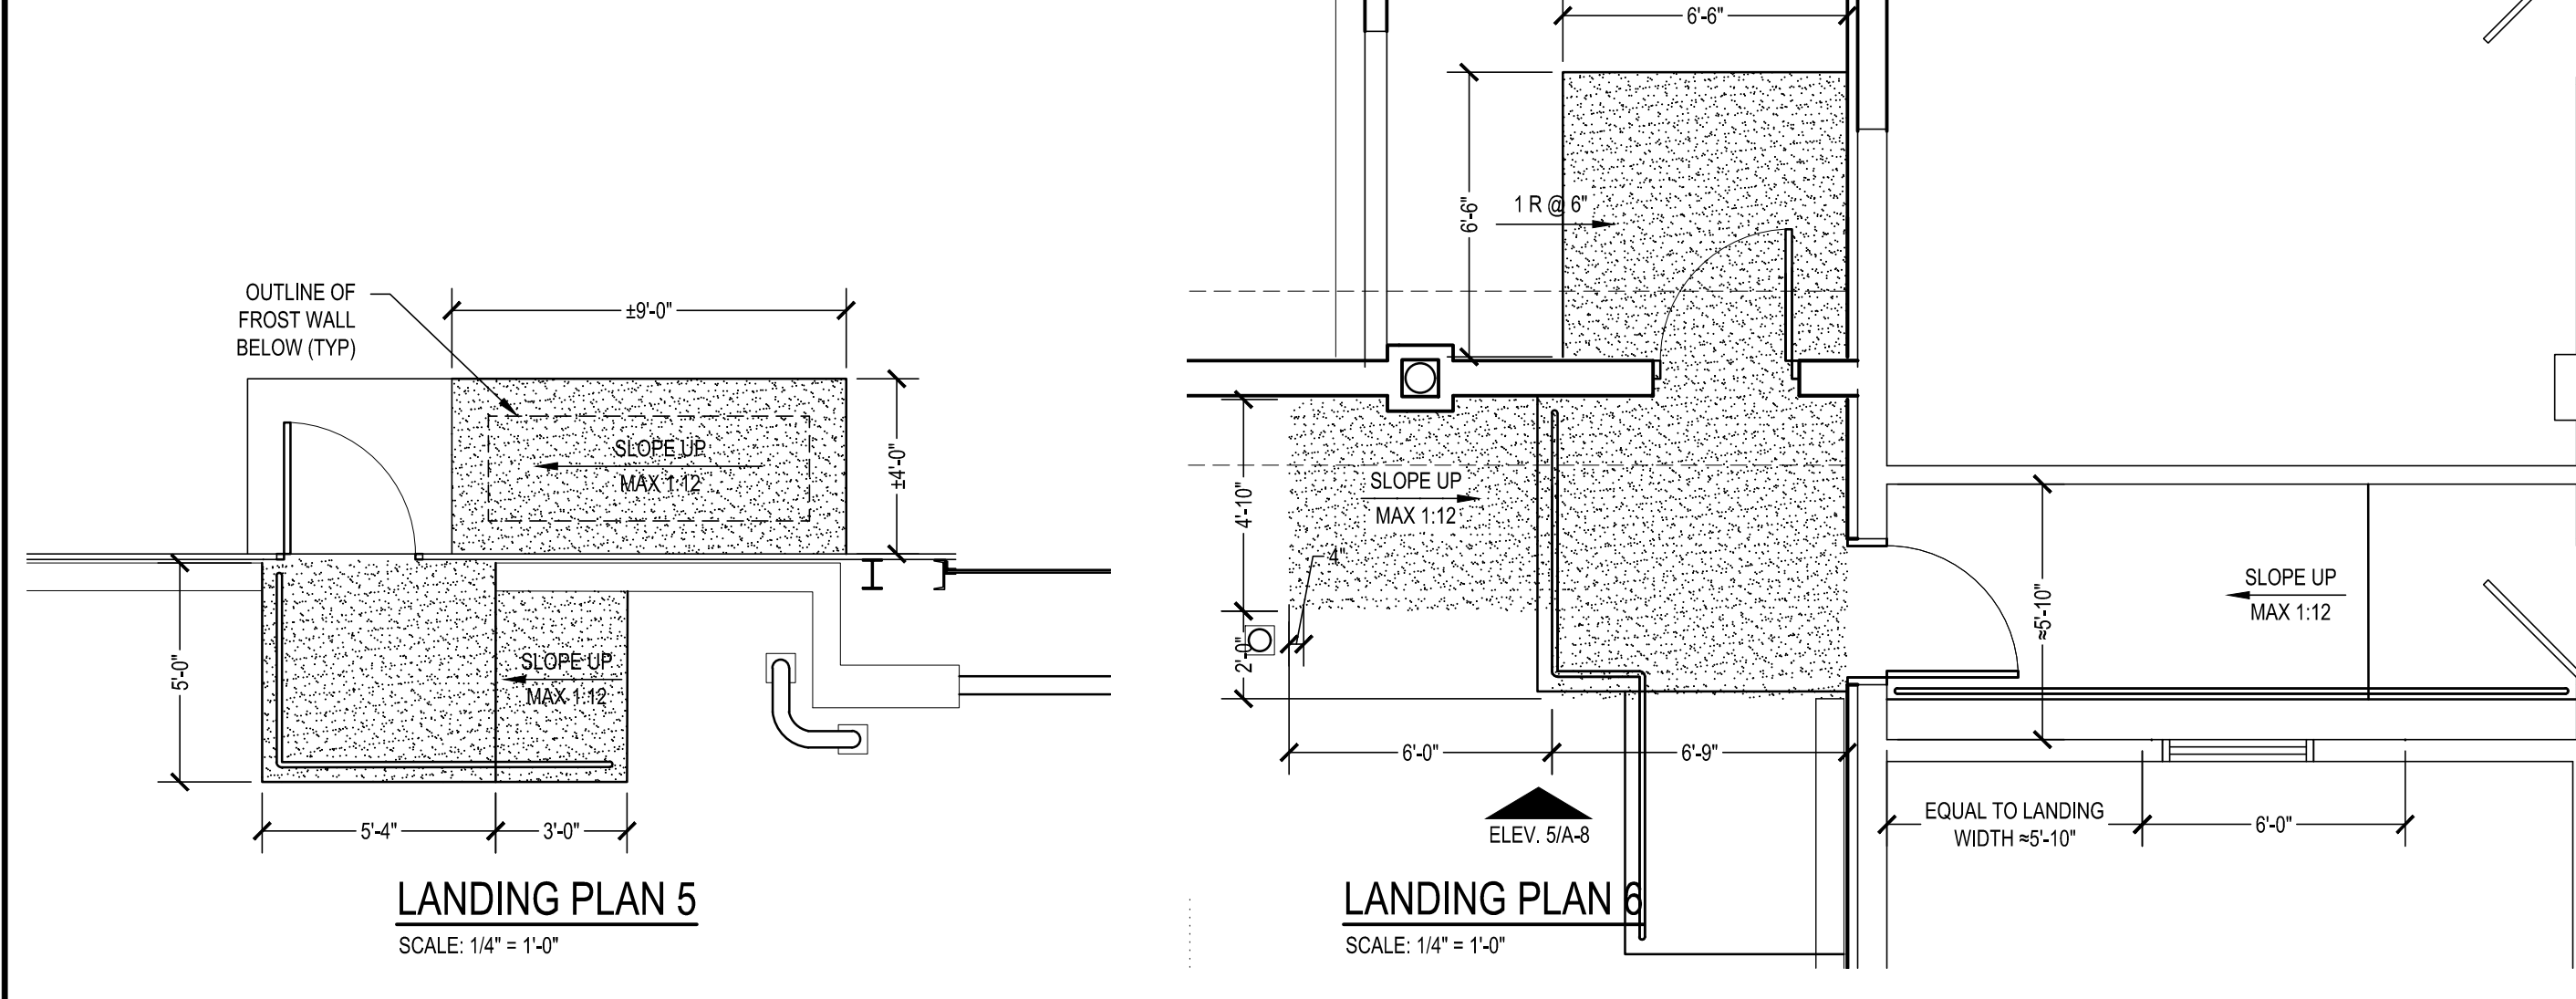 OUTLINE OF
FROST WALL
BELOW (TYP)
±9'-0"
±4'-0"
SLOPE UP
MAX 1:12
5'-0"
SLOPE UP
MAX 1:12
5'-4"
3'-0"
LANDING PLAN 5
SCALE: 1/4" = 1'-0"
6'-6"
6'-6"
1 R @ 6"
4'-10"
SLOPE UP
MAX 1:12
4"
2'-0"
6'-0"
6'-9"
ELEV. 5/A-8
≈5'-10"
SLOPE UP
MAX 1:12
EQUAL TO LANDING
WIDTH ≈5'-10"
6'-0"
LANDING PLAN 6
SCALE: 1/4" = 1'-0"